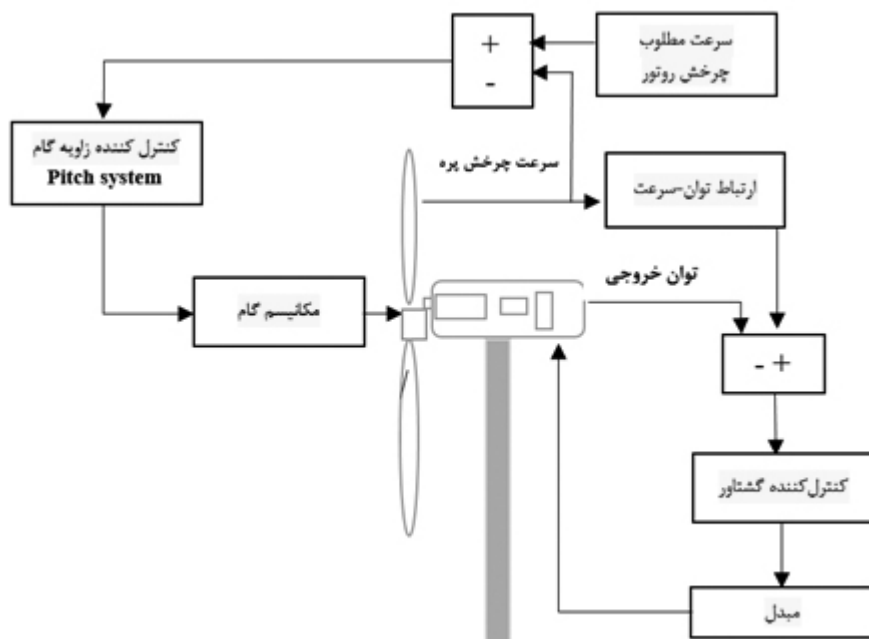 سرعت مطلوب
چرخش روتور
+
-
کنترل کننده زاویه گام
Pitch system
سرعت چرخش پره
ارتباط توان-سرعت
توان خروجی
مکانیسم گام
- +
کنترل‌کننده گشتاور
مبدل